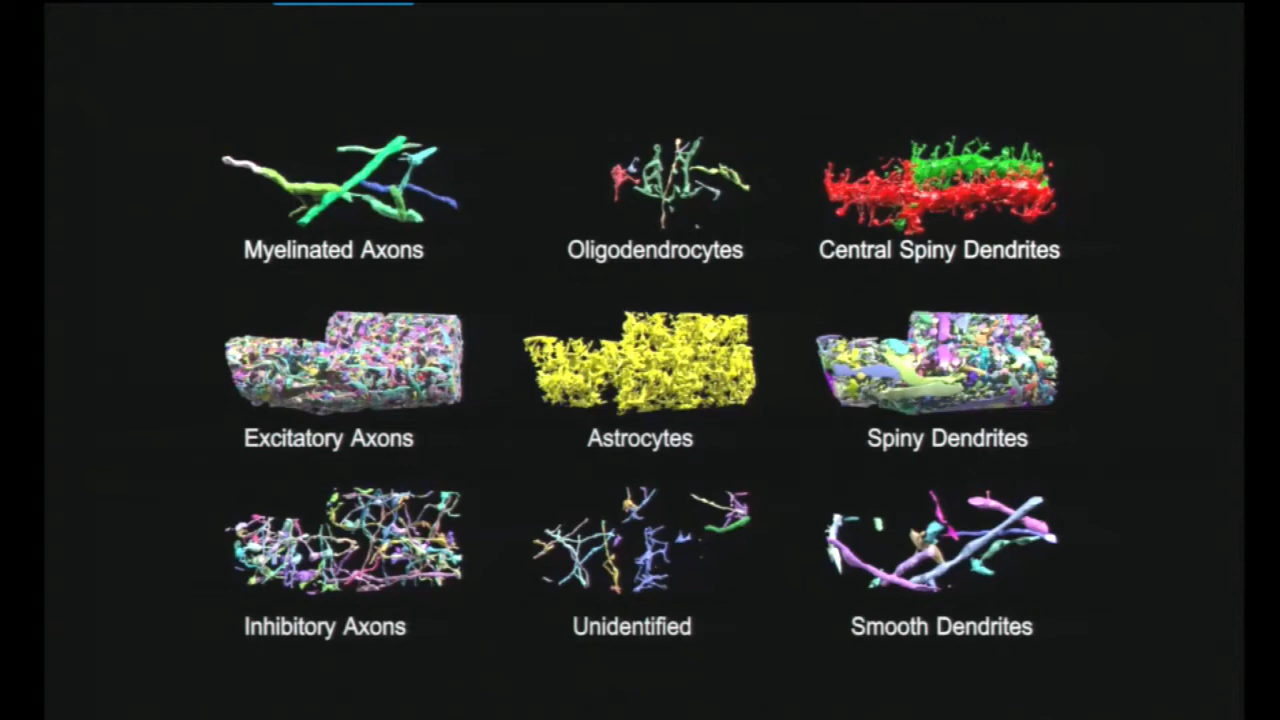 Myelinated Axons
Oligodendrocytes
Central Spiny Dendrites
Excitatory Axons
Astrocytes
Spiny Dendrites
Inhibitory Axons
Unidentified
Smooth Dendrites